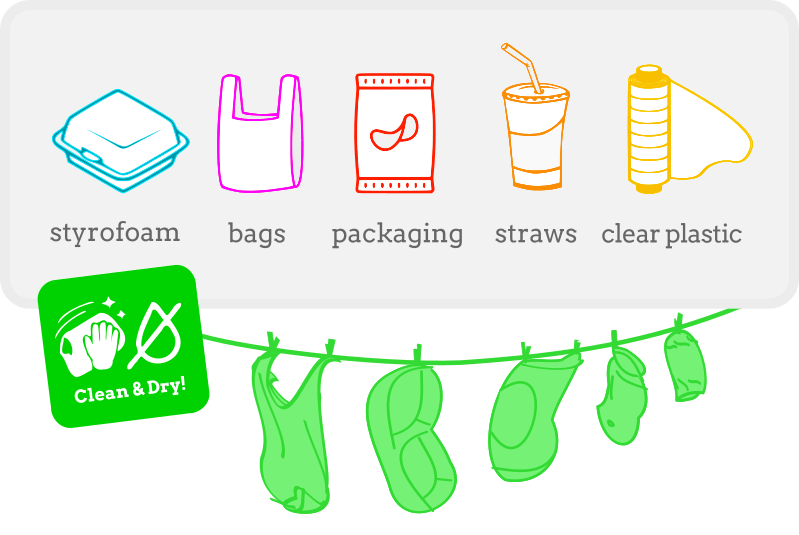 styrofoam bags packaging straws clear plastic
Clean & Dry!